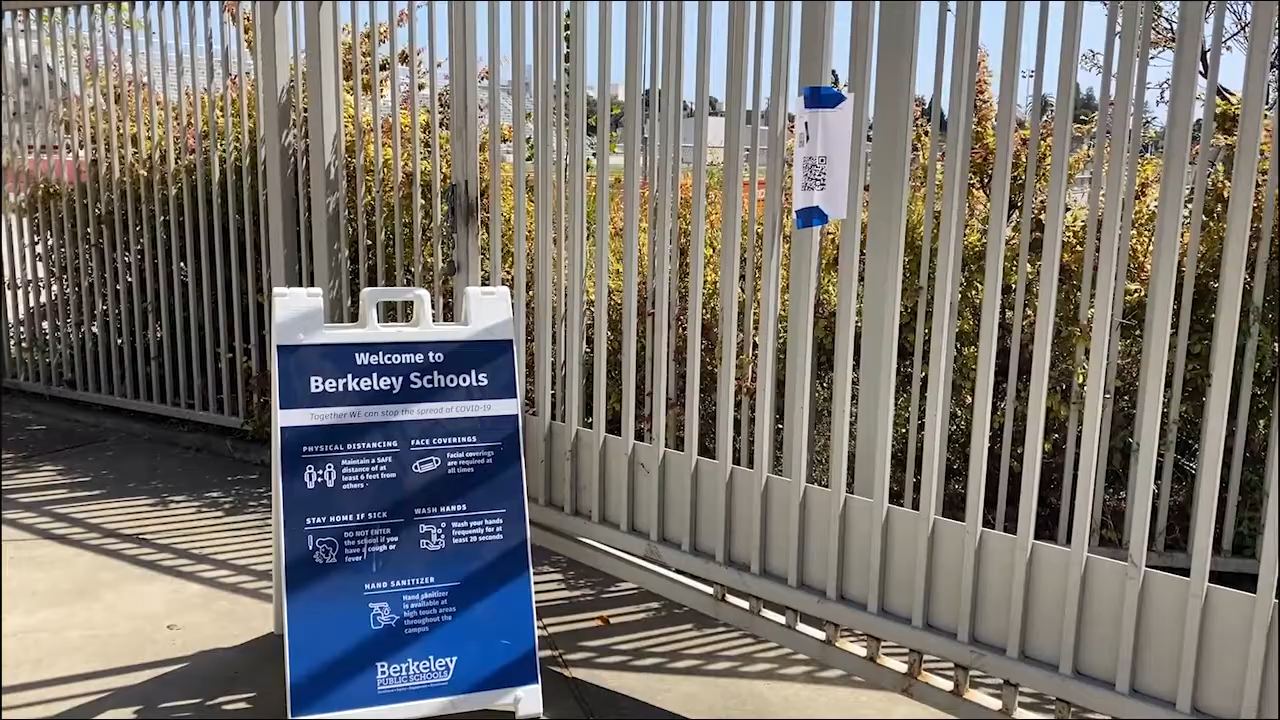 Welcome to
Berkeley Schools
Together WE can stop the spread of COVID-19
PHYSICAL DISTANCING
Maintain a SAFE
distance of at
least 6 feet from
others
FACE COVERINGS
Facial coverings
are required at
all times
STAY HOME IF SICK
DO NOT ENTER
the school if you
have a cough or
fever
WASH HANDS
Wash your hands
frequently for at
least 20 seconds
HAND SANITIZER
Hand sanitizer
is available at
high touch areas
throughout the
campus
Berkeley
PUBLIC SCHOOLS